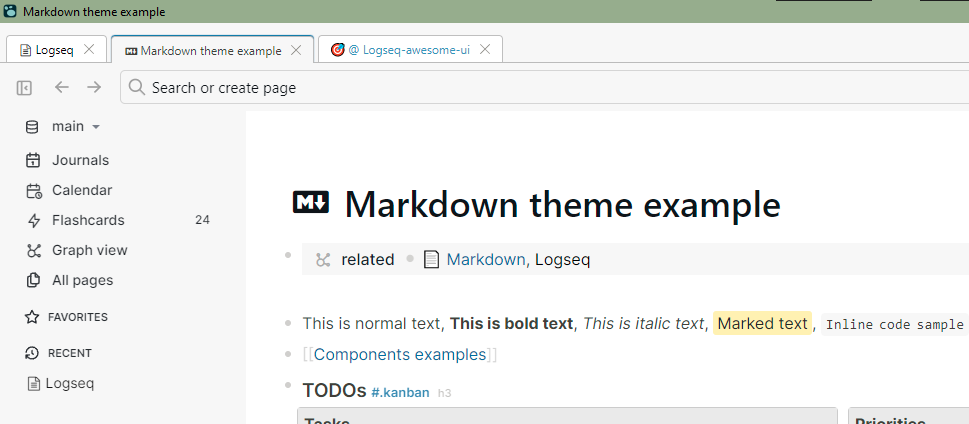 Markdown theme example
Logseq
Markdown theme example
@ Logseq-awesome-ui
Search or create page
main
Journals
Calendar
Flashcards 24
Graph view
All pages
FAVORITES
RECENT
Logseq
Markdown theme example
related Markdown, Logseq
This is normal text, This is bold text, This is italic text, Marked text, Inline code sample
[[Components examples]]
TODOs #.kanban h3
Tasks Priorities